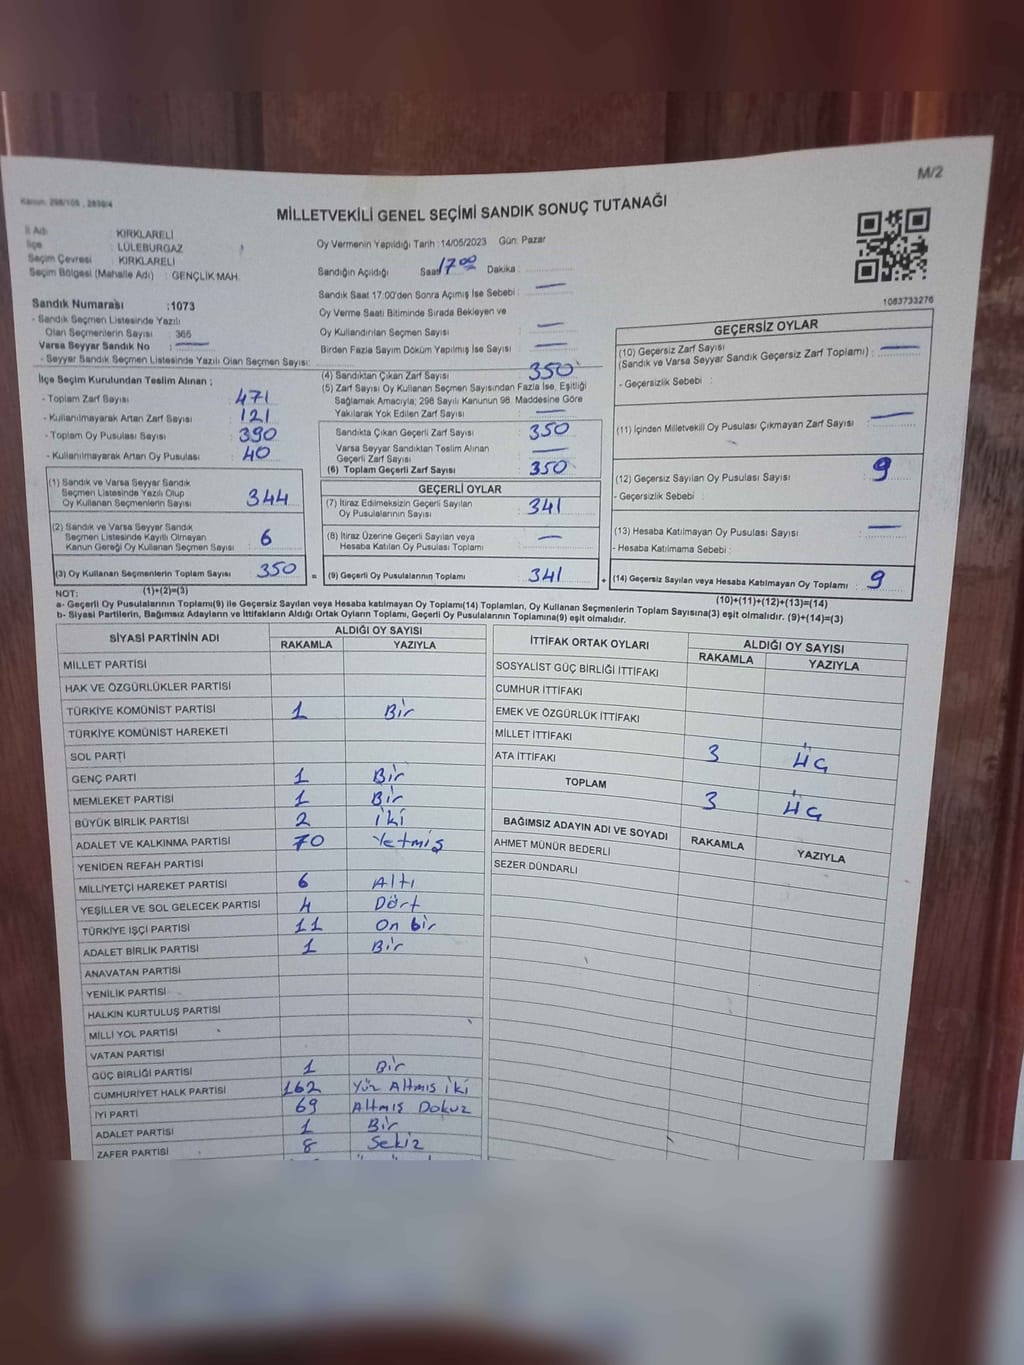 M/2
Kanun: 298/105 , 2839/4
MİLLETVEKİLİ GENEL SEÇİMİ SANDIK SONUÇ TUTANAĞI
İl Adı : KIRKLARELİ
İlçe : LÜLEBURGAZ
Seçim Çevresi : KIRKLARELİ
Seçim Bölgesi (Mahalle Adı) : GENÇLİK MAH.
Sandık Numarası :1073
- Sandık Seçmen Listesinde Yazılı
Olan Seçmenlerin Sayısı : 365
Varsa Seyyar Sandık No : —
- Seyyar Sandık Seçmen Listesinde Yazılı Olan Seçmen Sayısı:
Oy Vermenin Yapıldığı Tarih :14/05/2023 Gün: Pazar
Sandığın Açıldığı Saat 17 00 Dakika :
Sandık Saat 17:00'den Sonra Açımış İse Sebebi : —
Oy Verme Saati Bitiminde Sırada Bekleyen ve
Oy Kullandırılan Seçmen Sayısı : —
Birden Fazla Sayım Döküm Yapılmış İse Sayısı : —
1083733276
İlçe Seçim Kurulundan Teslim Alınan ;
- Toplam Zarf Sayısı : 471
- Kullanılmayarak Artan Zarf Sayısı : 121
- Toplam Oy Pusulası Sayısı : 390
- Kullanılmayarak Artan Oy Pusulası : 40
(1) Sandık ve Varsa Seyyar Sandık
Seçmen Listesinde Yazılı Olup
Oy Kullanan Seçmenlerin Sayısı : 344
(2) Sandık ve Varsa Seyyar Sandık
Seçmen Listesinde Kayıtlı Olmayan
Kanun Gereği Oy Kullanan Seçmen Sayısı : 6
(3) Oy Kullanan Seçmenlerin Toplam Sayısı : 350
(4) Sandıktan Çıkan Zarf Sayısı : 350
(5) Zarf Sayısı Oy Kullanan Seçmen Sayısından Fazla İse, Eşitliği
Sağlamak Amacıyla; 298 Sayılı Kanunun 98. Maddesine Göre
Yakılarak Yok Edilen Zarf Sayısı : —
Sandıkta Çıkan Geçerli Zarf Sayısı : 350
Varsa Seyyar Sandıktan Teslim Alınan
Geçerli Zarf Sayısı : —
(6) Toplam Geçerli Zarf Sayısı : 350
GEÇERLİ OYLAR
(7) İtiraz Edilmeksizin Geçerli Sayılan
Oy Pusulalarının Sayısı : 341
(8) İtiraz Üzerine Geçerli Sayılan veya
Hesaba Katılan Oy Pusulası Toplamı : —
= (9) Geçerli Oy Pusulalarının Toplamı : 341
GEÇERSİZ OYLAR
(10) Geçersiz Zarf Sayısı
(Sandık ve Varsa Seyyar Sandık Geçersiz Zarf Toplamı) : —
- Geçersizlik Sebebi :
(11) İçinden Milletvekili Oy Pusulası Çıkmayan Zarf Sayısı : —
(12) Geçersiz Sayılan Oy Pusulası Sayısı : 9
- Geçersizlik Sebebi :
(13) Hesaba Katılmayan Oy Pusulası Sayısı : —
- Hesaba Katılmama Sebebi :
+ (14) Geçersiz Sayılan veya Hesaba Katılmayan Oy Toplamı : 9
NOT: (1)+(2)=(3)
(10)+(11)+(12)+(13)=(14)
a- Geçerli Oy Pusulalarının Toplamı(9) ile Geçersiz Sayılan veya Hesaba katılmayan Oy Toplamı(14) Toplamları, Oy Kullanan Seçmenlerin Toplam Sayısına(3) eşit olmalıdır. (9)+(14)=(3)
b- Siyasi Partilerin, Bağımsız Adayların ve İttifakların Aldığı Ortak Oyların Toplamı, Geçerli Oy Pusulalarının Toplamına(9) eşit olmalıdır.
SİYASİ PARTİNİN ADI ALDIĞI OY SAYISI
RAKAMLA YAZIYLA
MİLLET PARTİSİ
HAK VE ÖZGÜRLÜKLER PARTİSİ
TÜRKİYE KOMÜNİST PARTİSİ 1 Bir
TÜRKİYE KOMÜNİST HAREKETİ
SOL PARTİ
GENÇ PARTİ 1 Bir
MEMLEKET PARTİSİ 1 Bir
BÜYÜK BİRLİK PARTİSİ 2 iki
ADALET VE KALKINMA PARTİSİ 70 Yetmiş
YENİDEN REFAH PARTİSİ
MİLLİYETÇİ HAREKET PARTİSİ 6 Altı
YEŞİLLER VE SOL GELECEK PARTİSİ 4 Dört
TÜRKİYE İŞÇİ PARTİSİ 11 On bir
ADALET BİRLİK PARTİSİ 1 Bir
ANAVATAN PARTİSİ
YENİLİK PARTİSİ
HALKIN KURTULUŞ PARTİSİ
MİLLİ YOL PARTİSİ
VATAN PARTİSİ
GÜÇ BİRLİĞİ PARTİSİ 1 Bir
CUMHURİYET HALK PARTİSİ 162 Yüz Altmış iki
İYİ PARTİ 69 Altmış Dokuz
ADALET PARTİSİ 1 Bir
ZAFER PARTİSİ 8 Sekiz
İTTİFAK ORTAK OYLARI ALDIĞI OY SAYISI
RAKAMLA YAZIYLA
SOSYALİST GÜÇ BİRLİĞİ İTTİFAKI
CUMHUR İTTİFAKI
EMEK VE ÖZGÜRLÜK İTTİFAKI
MİLLET İTTİFAKI
ATA İTTİFAKI 3 Üç
TOPLAM 3 Üç
BAĞIMSIZ ADAYIN ADI VE SOYADI RAKAMLA YAZIYLA
AHMET MÜNÜR BEDERLİ
SEZER DÜNDARLI